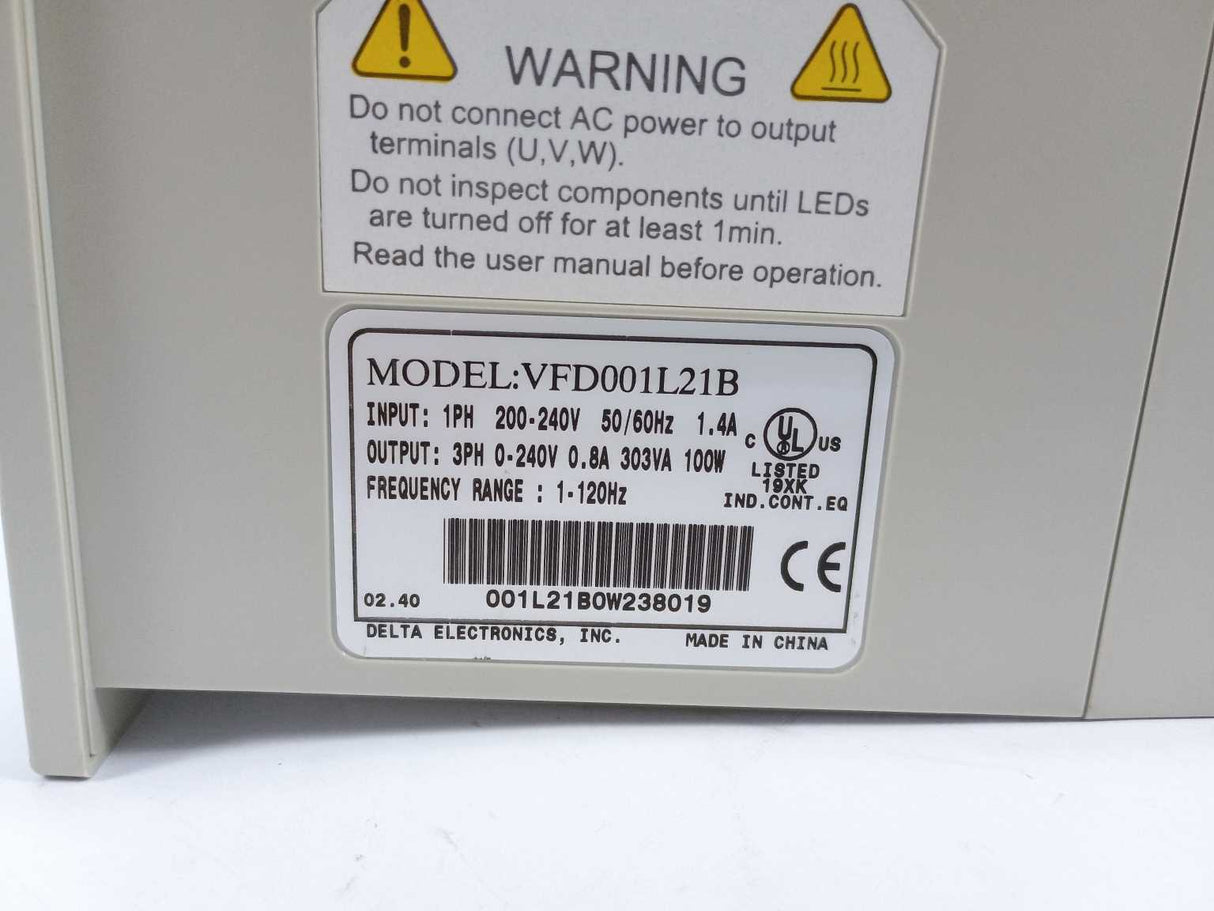 WARNING
Do not connect AC power to output
terminals (U,V,W).
Do not inspect components until LEDs
are turned off for at least 1min.
Read the user manual before operation.
MODEL:VFD001L21B
INPUT: 1PH 200-240V 50/60Hz 1.4A
OUTPUT: 3PH 0-240V 0.8A 303VA 100W
FREQUENCY RANGE : 1-120Hz
C UL US
LISTED
19XK
IND.CONT.EQ
CE
02.40 001L21B0W238019
DELTA ELECTRONICS, INC. MADE IN CHINA